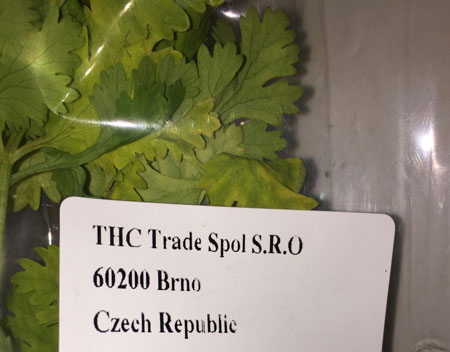 THC Trade Spol S.R.O
60200 Brno
Czech Republic